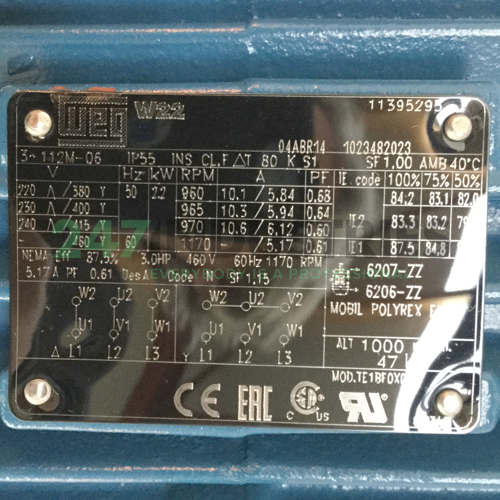 WEG W22 11395295
04ABR14 1023482023
3~ 112M-06 IP55 INS CL.F ΔT 80 K S1 SF 1.00 AMB 40°C
V Hz kW RPM A PF IE.code 100% 75% 50%
220 Δ / 380 Y 50 2.2 960 10.1 / 5.84 0.68 84.2 83.1 82.0
230 Δ / 400 Y 965 10.3 / 5.94 0.64
240 Δ / 415 Y 970 10.6 / 6.12 0.60 IE2 83.3 83.2
- / 460 60 1170 - / 5.17 0.61 IE1 87.5 84.8
NEMA Eff 87.5% 3.0HP 460V 60Hz 1170 RPM
5.17A PF 0.61 Des A Code SF 1.15
247
6207-ZZ
6206-ZZ
MOBIL POLYREX
W2 U2 V2 W2 U2 V2
U1 V1 W1 U1 V1 W1
Δ L1 L2 L3 Y L1 L2 L3
ALT 1000
47
MOD.TE1BF0X0
CE EAC C US